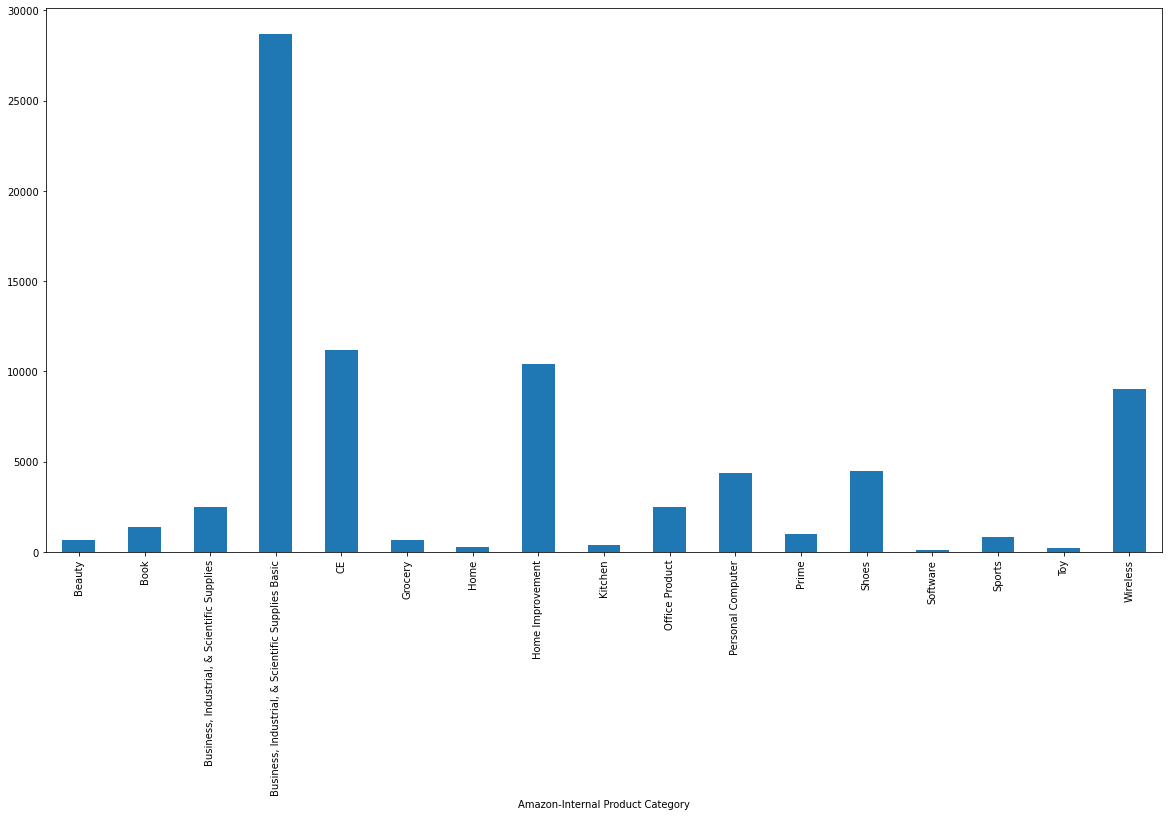 30000
25000
20000
15000
10000
5000
0
Beauty
Book
Business, Industrial, & Scientific Supplies
Business, Industrial, & Scientific Supplies Basic
CE
Grocery
Home
Home Improvement
Kitchen
Office Product
Personal Computer
Prime
Shoes
Software
Sports
Toy
Wireless
Amazon-Internal Product Category